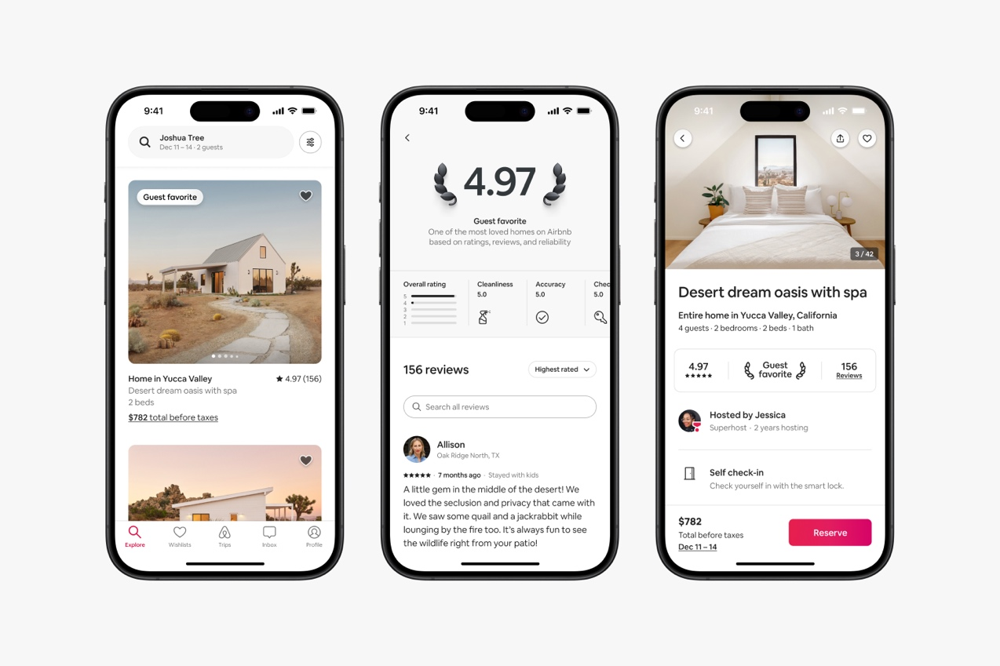 9:41
Joshua Tree
Dec 11 – 14 · 2 guests
Guest favorite
Home in Yucca Valley
★ 4.97 (156)
Desert dream oasis with spa
2 beds
$782 total before taxes
Explore
Wishlists
Trips
Inbox
Profile
9:41
4.97
Guest favorite
One of the most loved homes on Airbnb
based on ratings, reviews, and reliability
Overall rating
5
4
3
2
1
Cleanliness
5.0
Accuracy
5.0
Chec
5.0
156 reviews
Highest rated
Search all reviews
Allison
Oak Ridge North, TX
★★★★★ · 7 months ago · Stayed with kids
A little gem in the middle of the desert! We
loved the seclusion and privacy that came with
it. We saw some quail and a jackrabbit while
lounging by the fire too. It's always fun to see
the wildlife right from your patio!
9:41
3 / 42
Desert dream oasis with spa
Entire home in Yucca Valley, California
4 guests · 2 bedrooms · 2 beds · 1 bath
4.97
★★★★★
Guest
favorite
156
Reviews
Hosted by Jessica
Superhost · 2 years hosting
Self check-in
Check yourself in with the smart lock.
$782
Total before taxes
Dec 11 – 14
Reserve